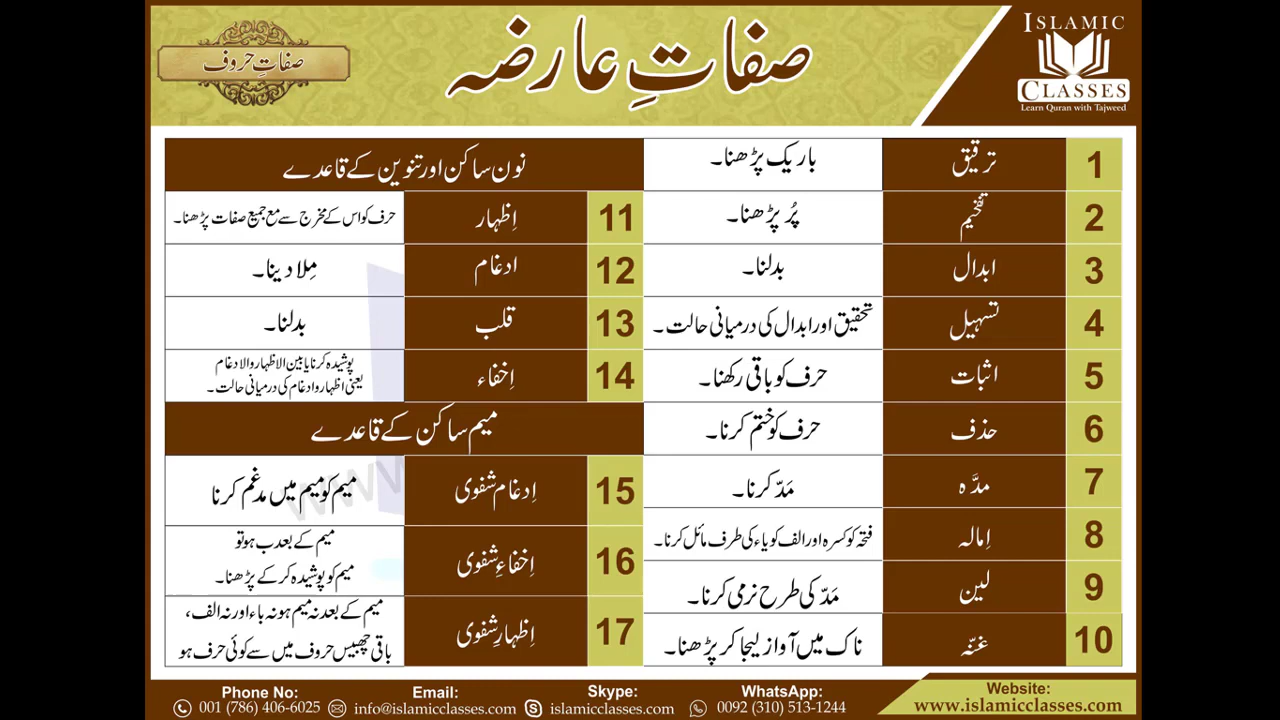 صفاتِ عارضہ
صفاتِ حروف
ISLAMIC
CLASSES
Learn Quran with Tajweed
1 ترقیق باریک پڑھنا۔
2 تفخیم پُر پڑھنا۔
3 ابدال بدلنا۔
4 تسہیل تحقیق اور ابدال کی درمیانی حالت۔
5 اثبات حرف کو باقی رکھنا۔
6 حذف حرف کو ختم کرنا۔
7 مدَّہ مَدّ کرنا۔
8 اِمالہ فتحہ کو کسرہ اور الف کو یاء کی طرف مائل کرنا۔
9 لین مَدّ کی طرح نرمی کرنا۔
10 غنّہ ناک میں آواز لیجا کر پڑھنا۔
نون ساکن اور تنوین کے قاعدے
11 اِظہار حرف کو اس کے مخرج سے مع جمیع صفات پڑھنا۔
12 ادغام مِلا دینا۔
13 قلب بدلنا۔
14 اِخفاء پوشیدہ کرنا یا بین الاظہار والادغام
یعنی اظہار و ادغام کی درمیانی حالت۔
میم ساکن کے قاعدے
15 اِدغام شفوی میم کو میم میں مدغم کرنا
16 اِخفاءِ شفوی میم کے بعد ب ہو تو
میم کو پوشیدہ کر کے پڑھنا۔
17 اِظہارِ شفوی میم کے بعد نہ میم ہو نہ باء اور نہ الف،
باقی چھبیس حروف میں سے کوئی حرف ہو
Phone No:
001 (786) 406-6025
Email:
info@islamicclasses.com
Skype:
islamicclasses.com
WhatsApp:
0092 (310) 513-1244
Website:
www.islamicclasses.com